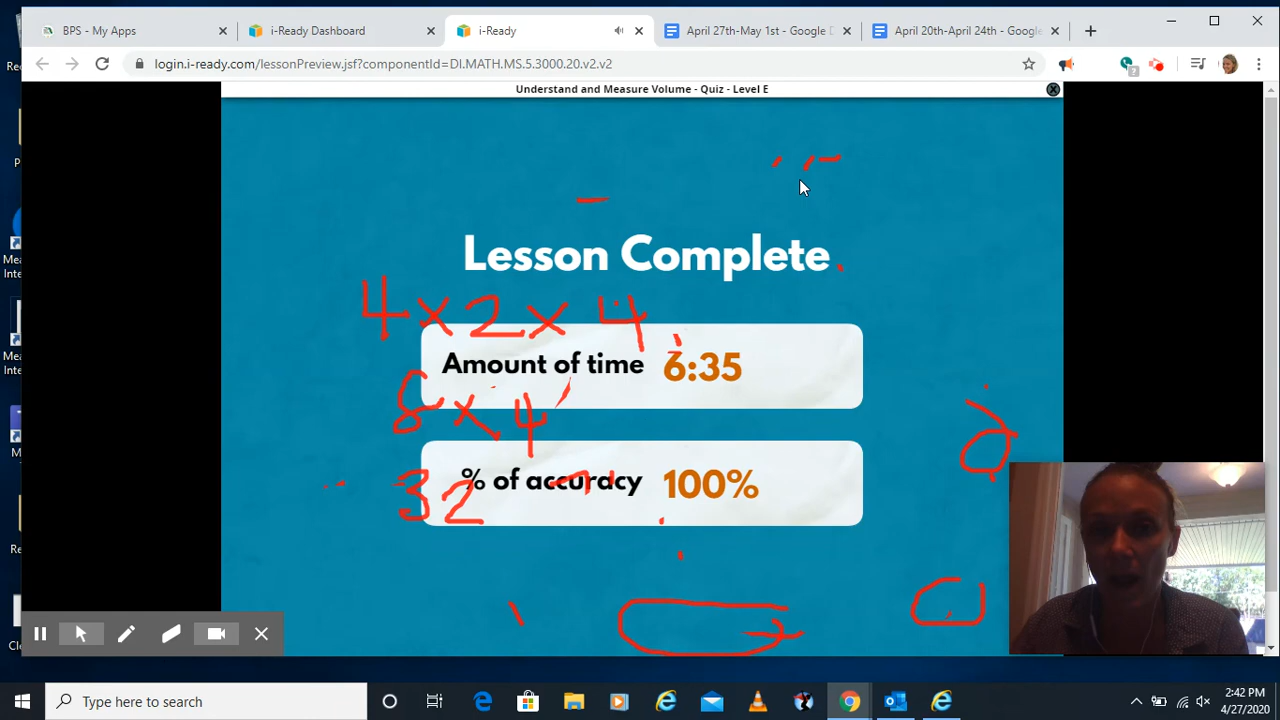 BPS - My Apps
i-Ready Dashboard
i-Ready
April 27th-May 1st - Google D
April 20th-April 24th - Google
login.i-ready.com/lessonPreview.jsf?componentId=DI.MATH.MS.5.3000.20.v2.v2
Understand and Measure Volume - Quiz - Level E
Lesson Complete
4 x 2 x 4
Amount of time 6:35
8 x 4
% of accuracy 100%
32
Type here to search
2:42 PM
4/27/2020